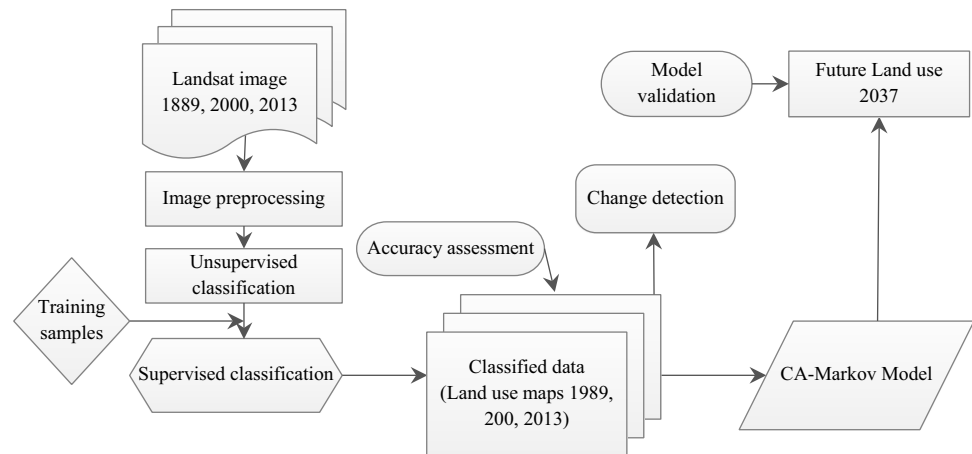 Landsat image
1889, 2000, 2013
Image preprocessing
Unsupervised
classification
Training
samples
Supervised classification
Accuracy assessment
Classified data
(Land use maps 1989,
200, 2013)
Change detection
CA-Markov Model
Model
validation
Future Land use
2037